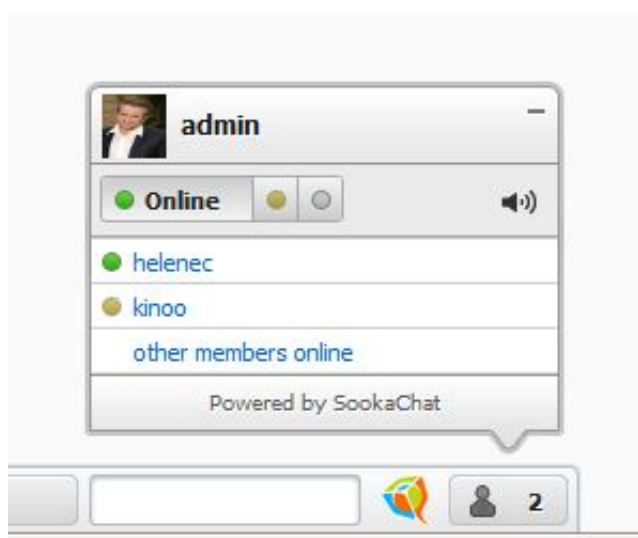 admin
Online
helenec
kinoo
other members online
Powered by SookaChat
2